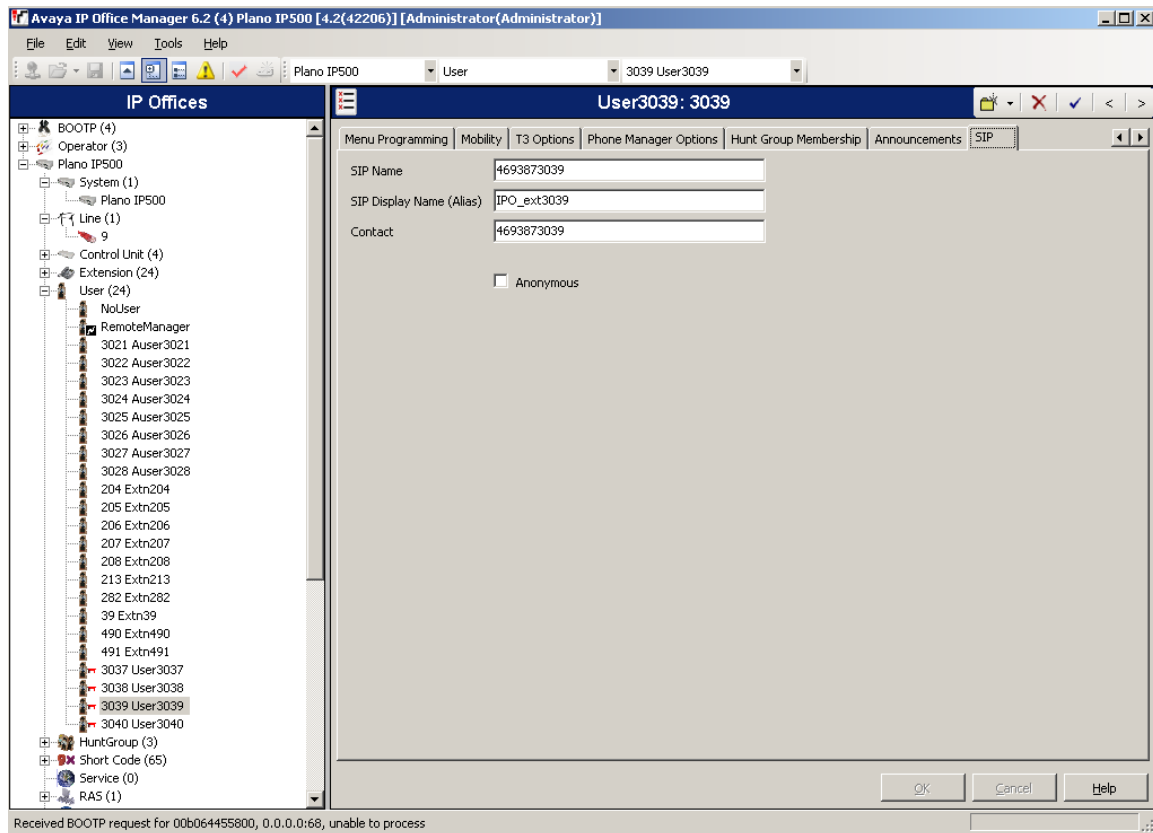 Avaya IP Office Manager 6.2 (4) Plano IP500 [4.2(42206)] [Administrator(Administrator)]
File Edit View Tools Help
Plano IP500 User 3039 User3039
IP Offices
User3039: 3039
BOOTP (4)
Operator (3)
Plano IP500
System (1)
Plano IP500
Line (1)
9
Control Unit (4)
Extension (24)
User (24)
NoUser
RemoteManager
3021 Auser3021
3022 Auser3022
3023 Auser3023
3024 Auser3024
3025 Auser3025
3026 Auser3026
3027 Auser3027
3028 Auser3028
204 Extn204
205 Extn205
206 Extn206
207 Extn207
208 Extn208
213 Extn213
282 Extn282
39 Extn39
490 Extn490
491 Extn491
3037 User3037
3038 User3038
3039 User3039
3040 User3040
HuntGroup (3)
Short Code (65)
Service (0)
RAS (1)
Menu Programming Mobility T3 Options Phone Manager Options Hunt Group Membership Announcements SIP
SIP Name 4693873039
SIP Display Name (Alias) IPO_ext3039
Contact 4693873039
Anonymous
OK Cancel Help
Received BOOTP request for 00b064455800, 0.0.0.0:68, unable to process